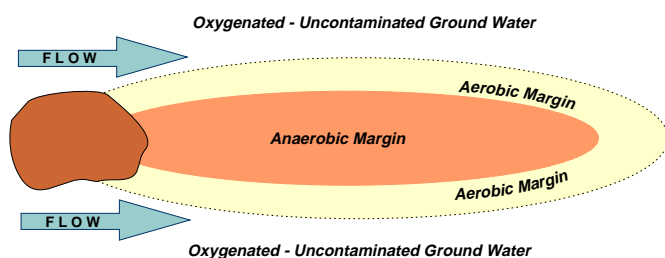 Oxygenated - Uncontaminated Ground Water
FLOW
Aerobic Margin
Anaerobic Margin
Aerobic Margin
FLOW
Oxygenated - Uncontaminated Ground Water